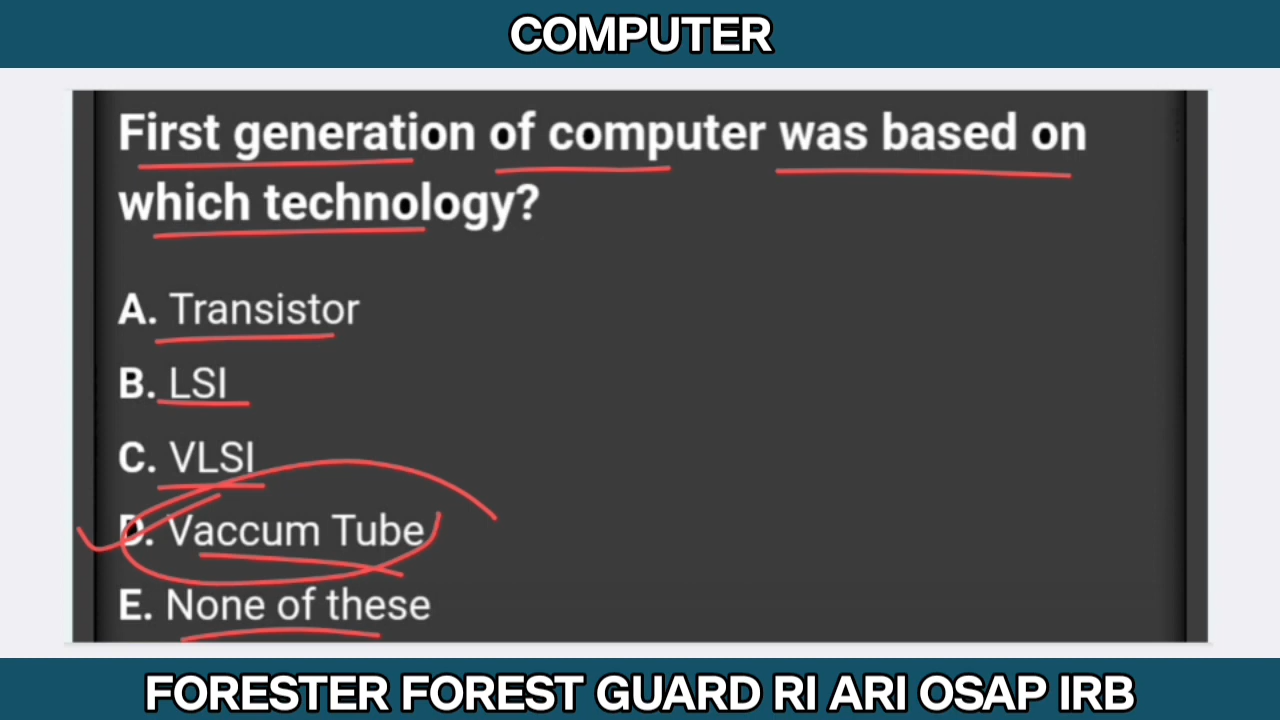 COMPUTER
First generation of computer was based on
which technology?
A. Transistor
B. LSI
C. VLSI
D. Vaccum Tube
E. None of these
FORESTER FOREST GUARD RI ARI OSAP IRB